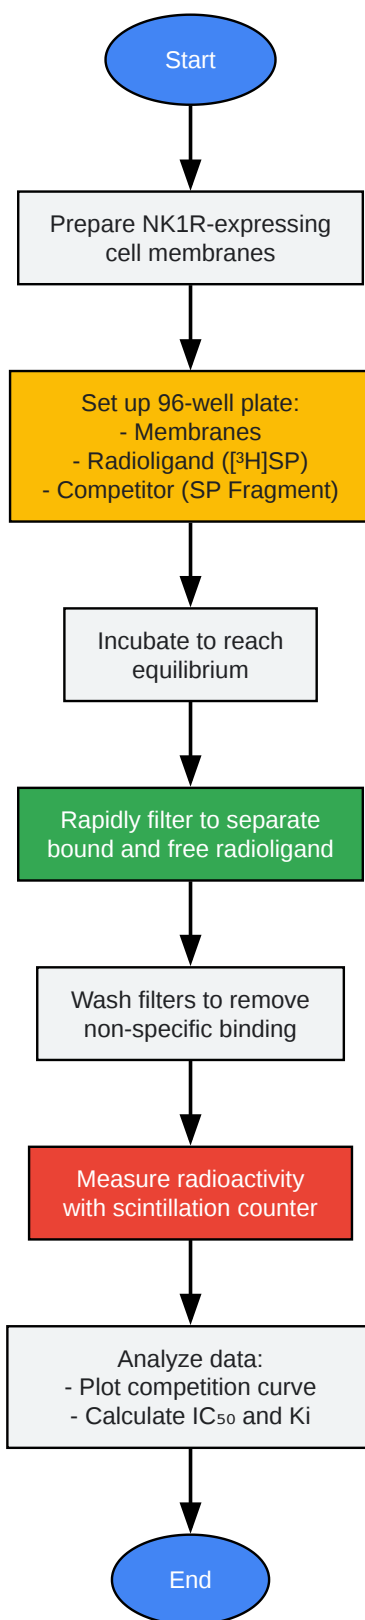 Start
Prepare NK1R-expressing
cell membranes
Set up 96-well plate:
- Membranes
- Radioligand ([³H]SP)
- Competitor (SP Fragment)
Incubate to reach
equilibrium
Rapidly filter to separate
bound and free radioligand
Wash filters to remove
non-specific binding
Measure radioactivity
with scintillation counter
Analyze data:
- Plot competition curve
- Calculate IC₅₀ and Ki
End